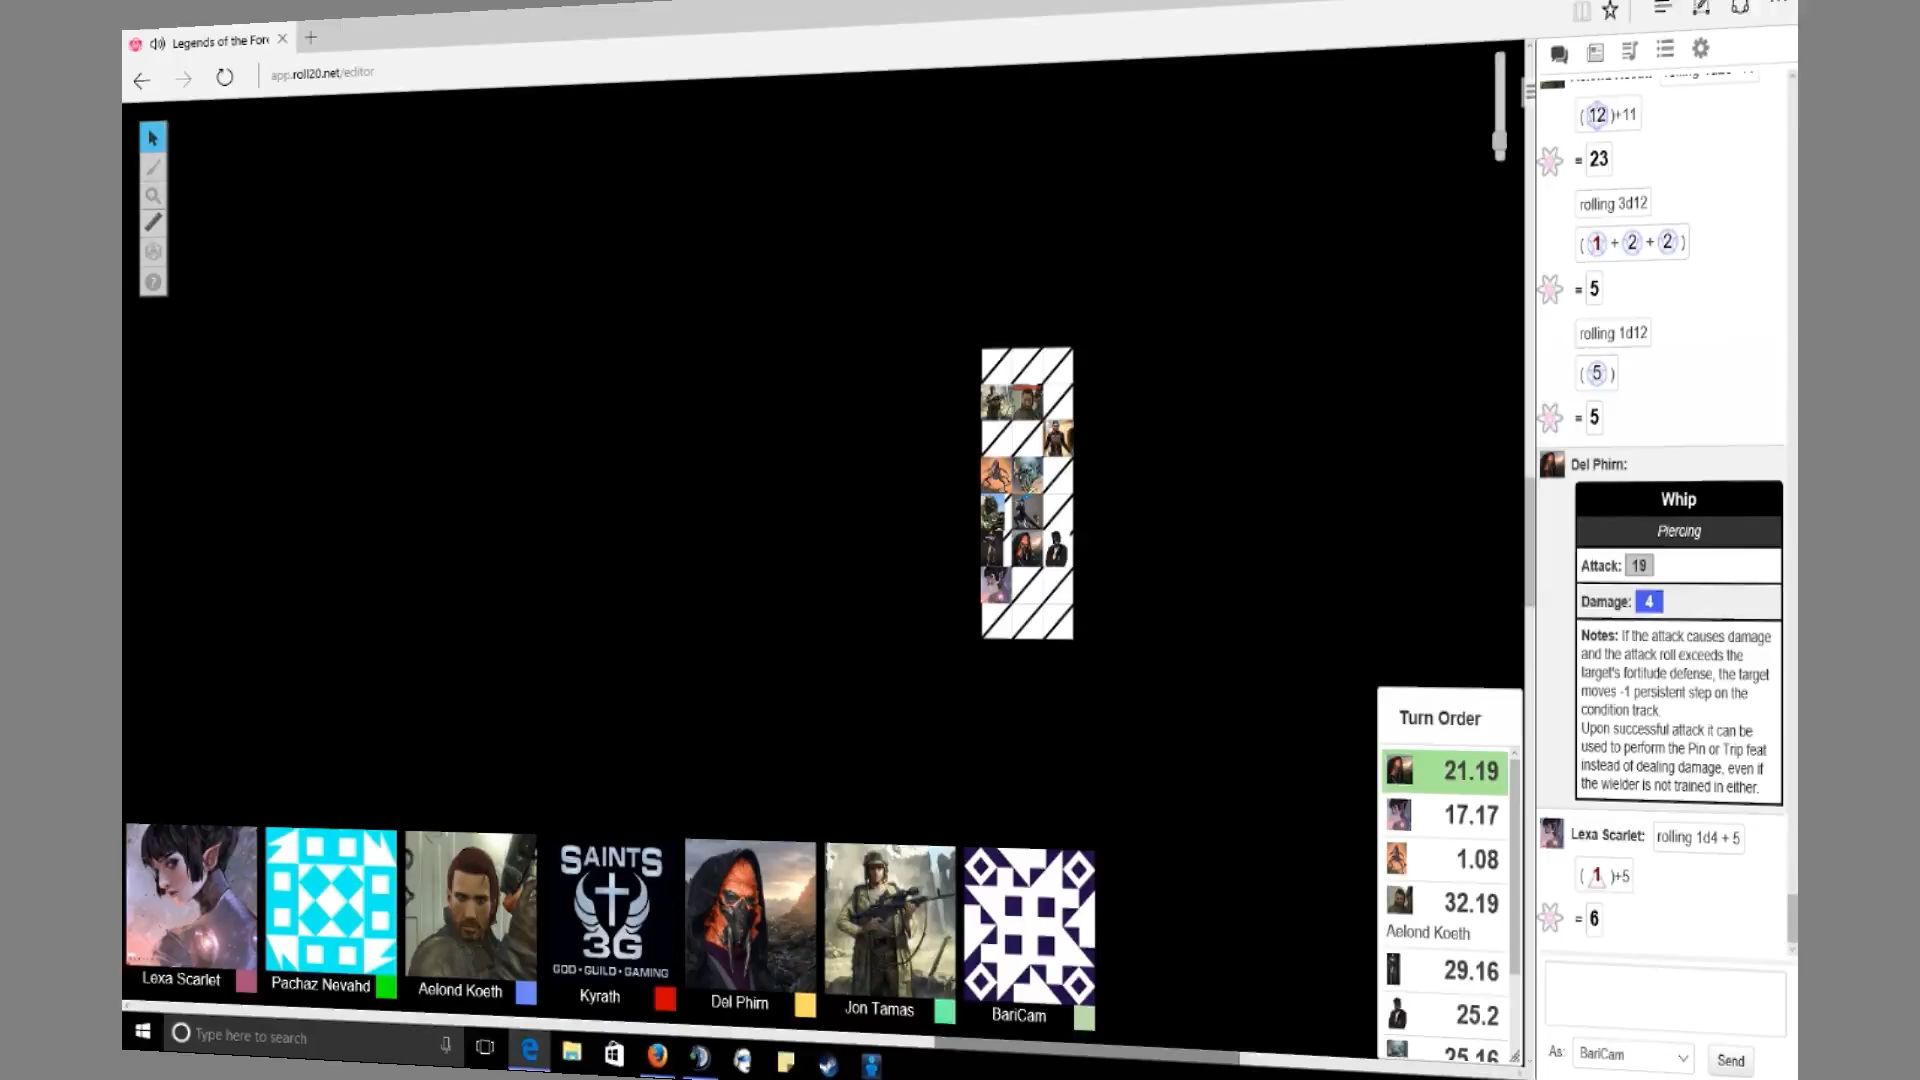 Legends of the Fore
app.roll20.net/editor
(12)+11
= 23
rolling 3d12
(1 + 2 + 2)
= 5
rolling 1d12
(5)
= 5
Del Phirn:
Whip
Piercing
Attack: 19
Damage: 4
Notes: If the attack causes damage
and the attack roll exceeds the
target's fortitude defense, the target
moves -1 persistent step on the
condition track.
Upon successful attack it can be
used to perform the Pin or Trip feat
instead of dealing damage, even if
the wielder is not trained in either.
Lexa Scarlet: rolling 1d4 + 5
(1)+5
= 6
As: BariCam
Send
Turn Order
21.19
17.17
1.08
32.19
Aelond Koeth
29.16
25.2
25.16
Lexa Scarlet
Pachaz Nevahd
Aelond Koeth
SAINTS
3G
GOD • GUILD • GAMING
Kyrath
Del Phirn
Jon Tamas
BariCam
Type here to search